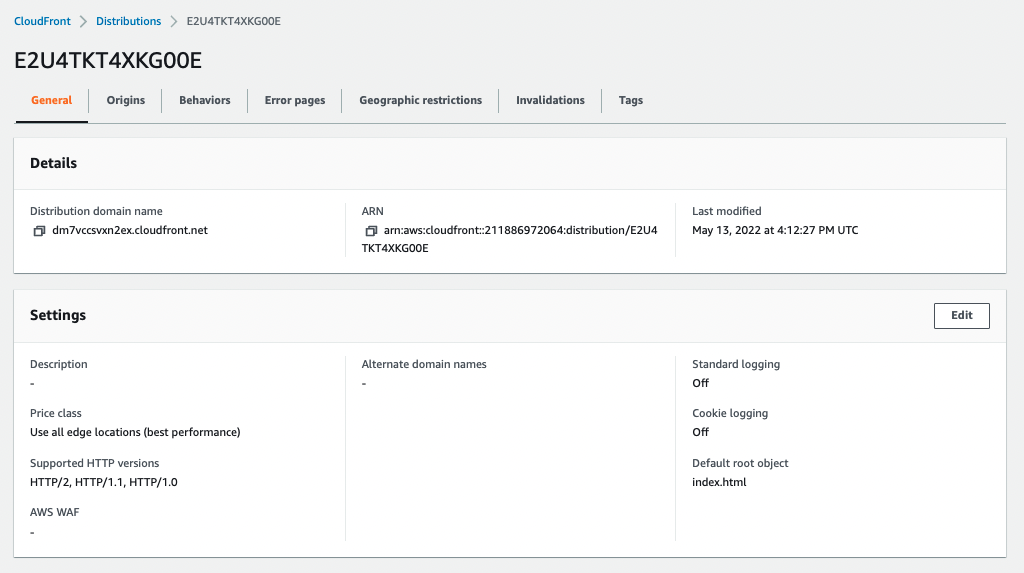 CloudFront > Distributions > E2U4TKT4XKG00E
E2U4TKT4XKG00E
General
Origins
Behaviors
Error pages
Geographic restrictions
Invalidations
Tags
Details
Distribution domain name
dm7vccsvxn2ex.cloudfront.net
ARN
arn:aws:cloudfront::211886972064:distribution/E2U4
TKT4XKG00E
Last modified
May 13, 2022 at 4:12:27 PM UTC
Settings
Edit
Description
-
Price class
Use all edge locations (best performance)
Supported HTTP versions
HTTP/2, HTTP/1.1, HTTP/1.0
AWS WAF
-
Alternate domain names
-
Standard logging
Off
Cookie logging
Off
Default root object
index.html